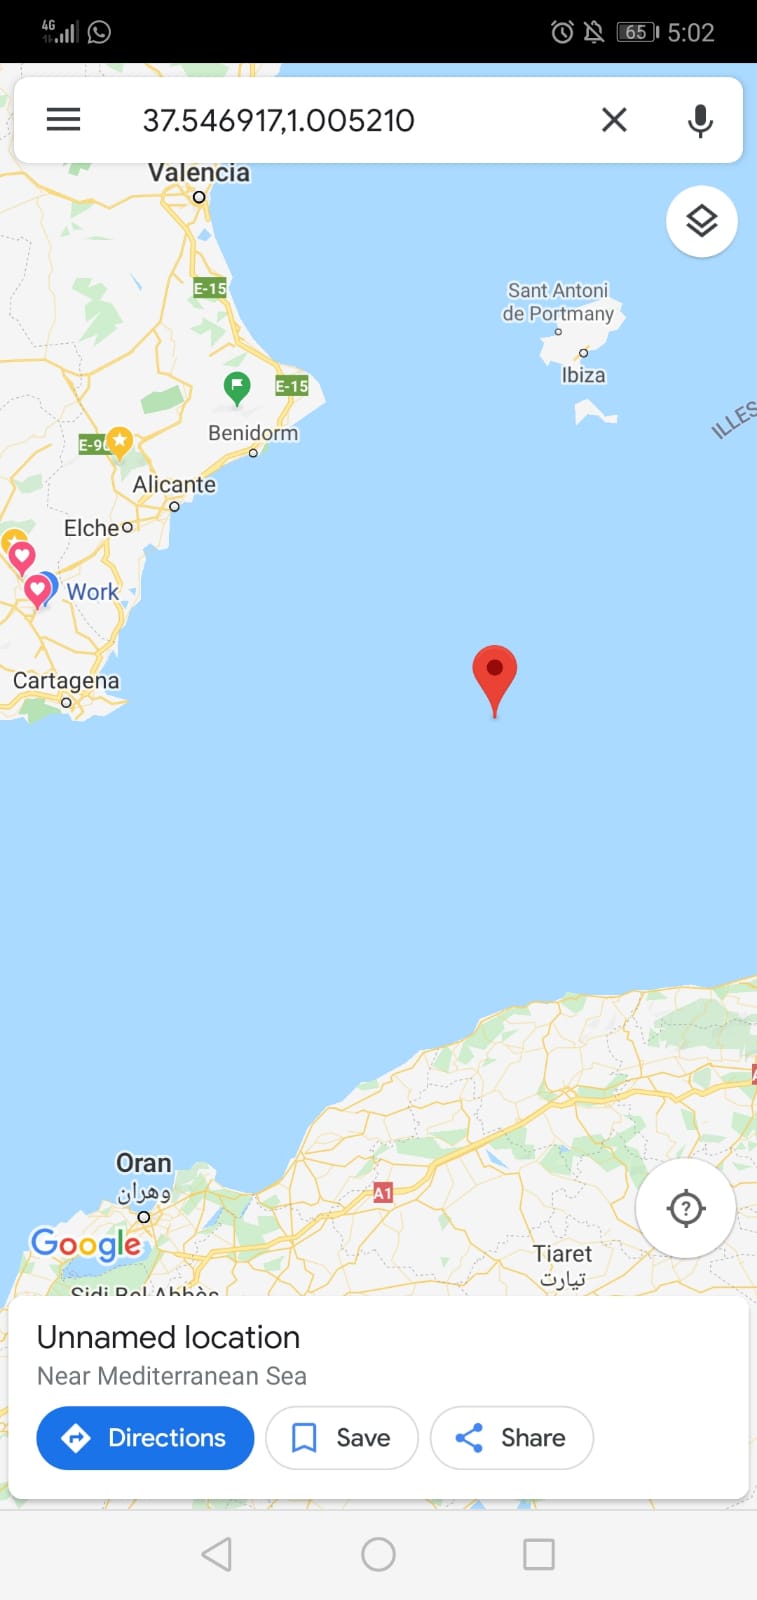 4G
65
5:02
37.546917,1.005210
Valencia
E-15
Sant Antoni
de Portmany
Ibiza
E-15
ILLES
Benidorm
E-90
Alicante
Elche
Work
Cartagena
Oran
وهران
A1
Google
Tiaret
تيارت
Sidi Bel Abbès
Unnamed location
Near Mediterranean Sea
Directions
Save
Share